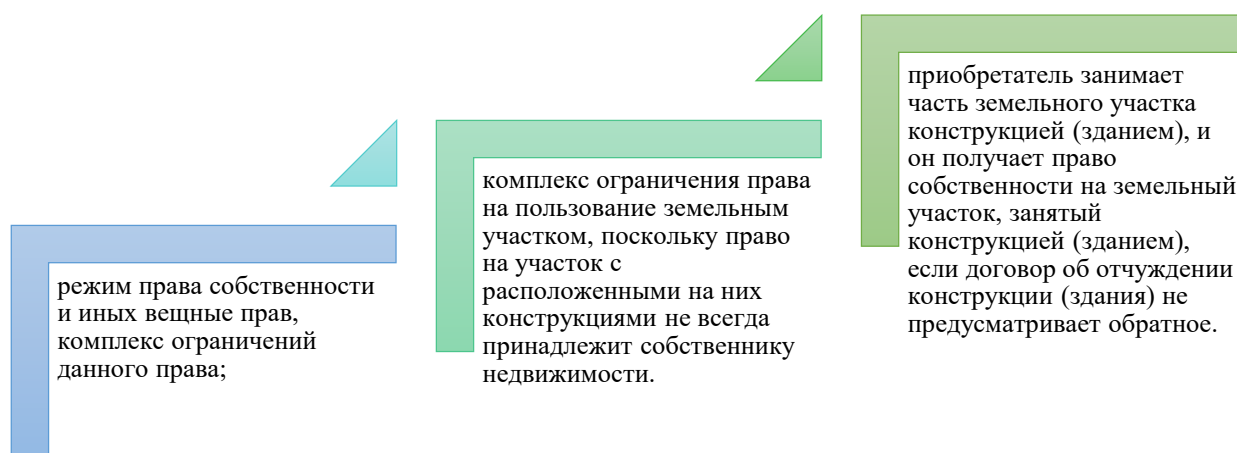 режим права собственности
и иных вещные прав,
комплекс ограничений
данного права;
комплекс ограничения права
на пользование земельным
участком, поскольку право
на участок с
расположенными на них
конструкциями не всегда
принадлежит собственнику
недвижимости.
приобретатель занимает
часть земельного участка
конструкцией (зданием), и
он получает право
собственности на земельный
участок, занятый
конструкцией (зданием),
если договор об отчуждении
конструкции (здания) не
предусматривает обратное.